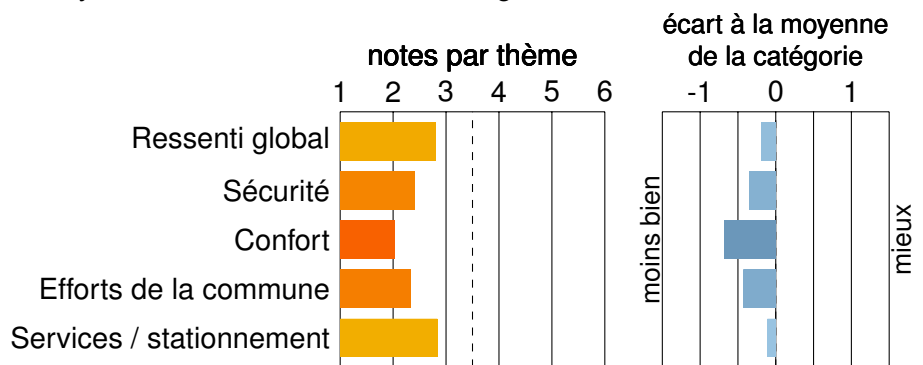 écart à la moyenne
notes par thème
de la catégorie
1 2 3 4 5 6
-1 0 1
Ressenti global
Sécurité
Confort
Efforts de la commune
Services / stationnement
moins bien
mieux